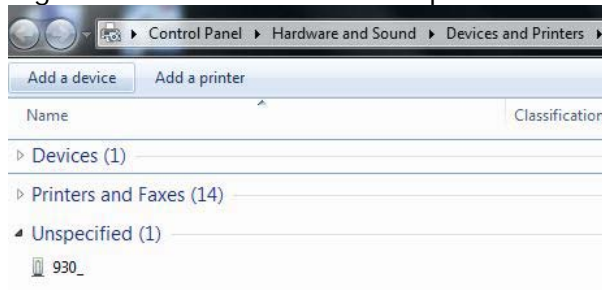 Control Panel ▸ Hardware and Sound ▸ Devices and Printers ▸
Add a device Add a printer
Name Classification
Devices (1)
Printers and Faxes (14)
Unspecified (1)
930_